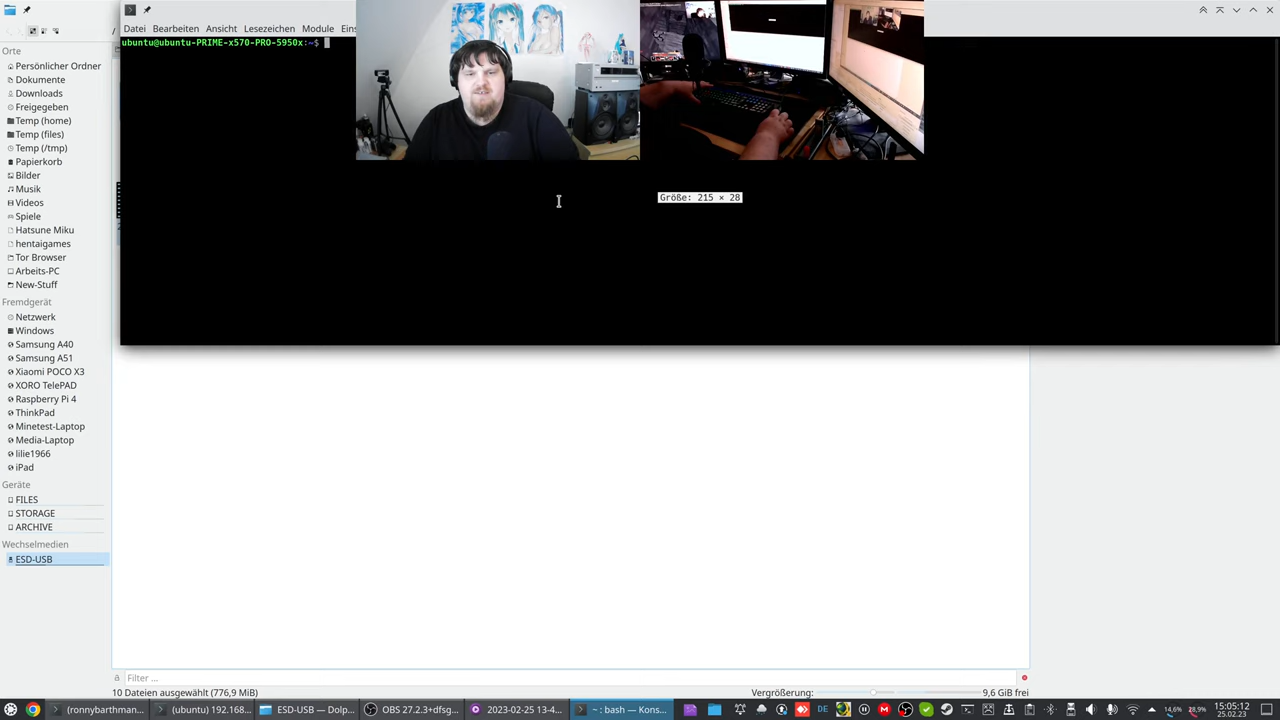 Datei Bearbeiten Ansicht Lesezeichen Module
ubuntu@ubuntu-PRIME-x570-PRO-5950x:~$
Größe: 215 × 28
Orte
Persönlicher Ordner
Dokumente
Downloads
Freigegeben
Temp (home)
Temp (files)
Temp (/tmp)
Papierkorb
Bilder
Musik
Videos
Spiele
Hatsune Miku
hentaigames
Tor Browser
Arbeits-PC
New-Stuff
Fremdgerät
Netzwerk
Windows
Samsung A40
Samsung A51
Xiaomi POCO X3
XORO TelePAD
Raspberry Pi 4
ThinkPad
Minetest-Laptop
Media-Laptop
lilie1966
iPad
Geräte
FILES
STORAGE
ARCHIVE
Wechselmedien
ESD-USB
Filter ...
10 Dateien ausgewählt (776,9 MiB)
Vergrößerung:
9,6 GiB frei
(ronnybarthman...
(ubuntu) 192.168...
ESD-USB — Dolp...
OBS 27.2.3+dfsg...
2023-02-25 13-4...
~ : bash — Kons...
DE
14,6%
28,9%
15:05:12
25.02.23